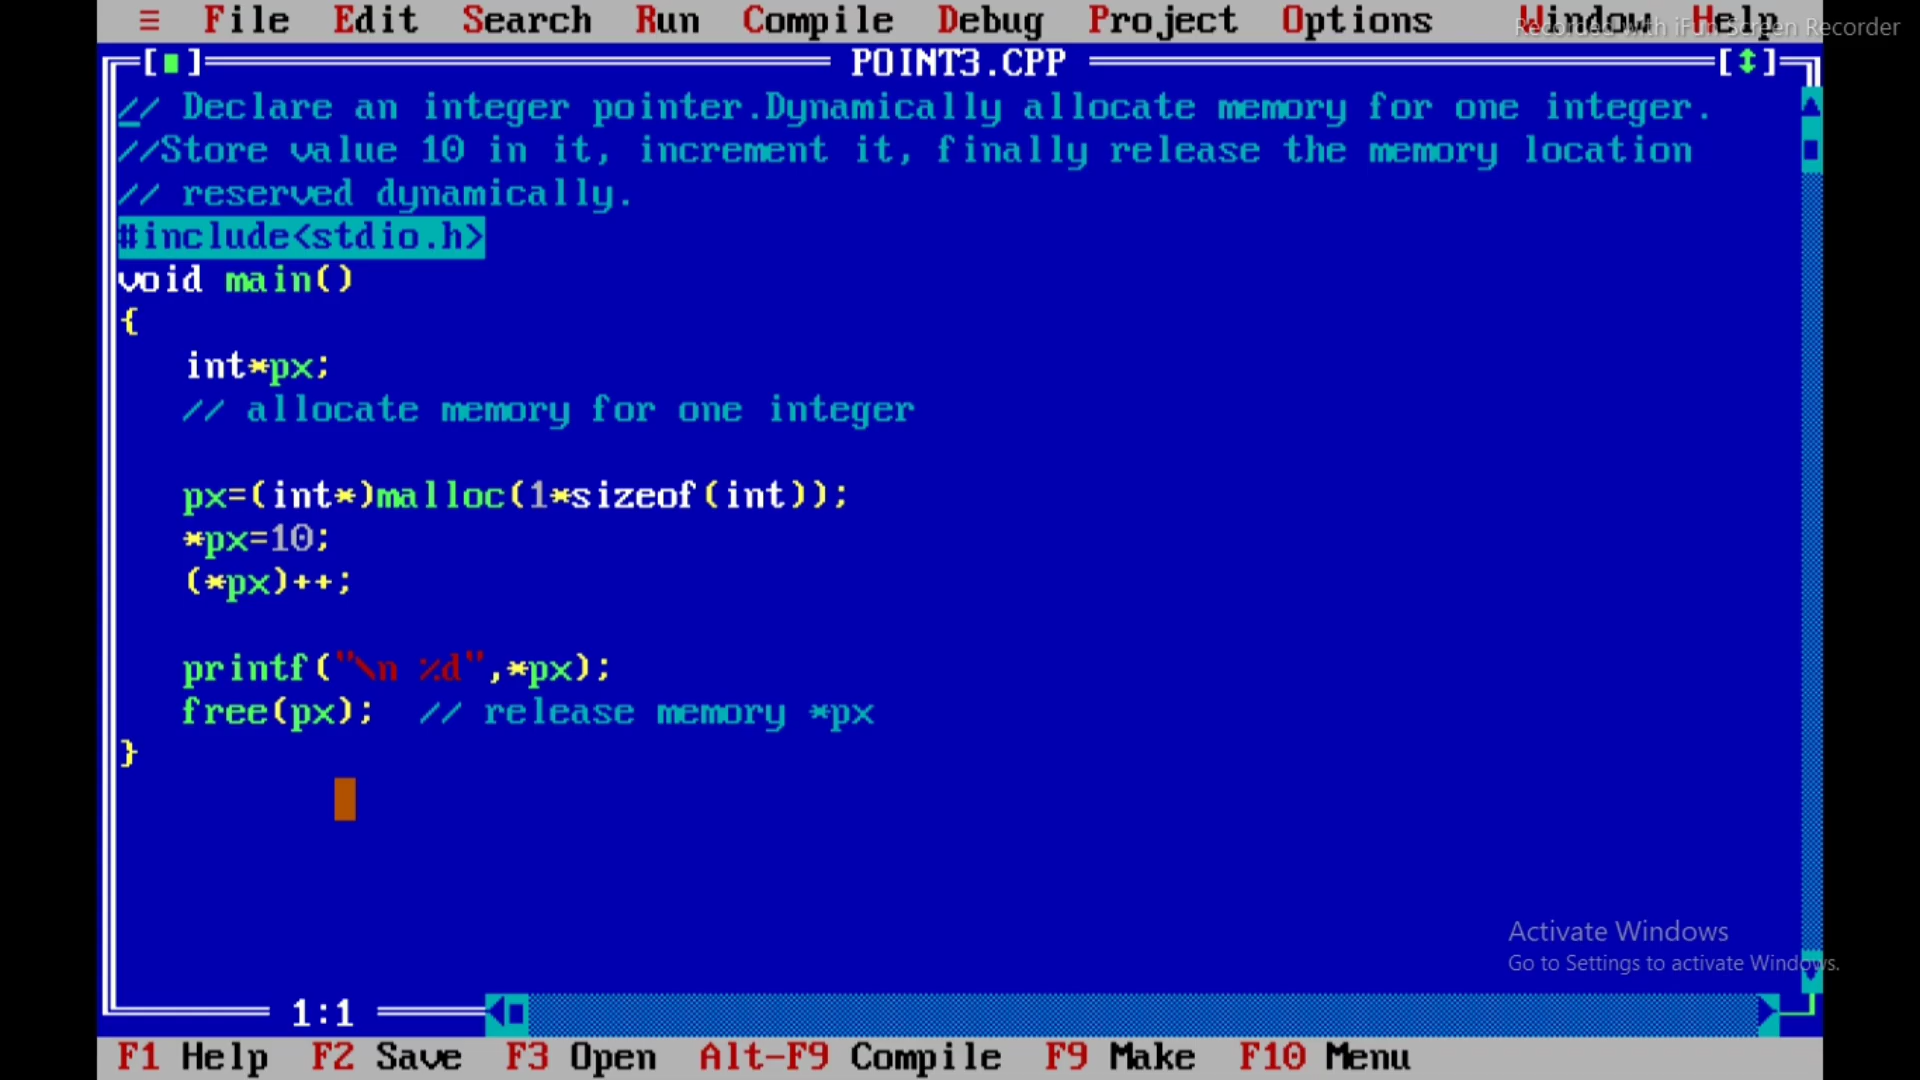 ≡ File Edit Search Run Compile Debug Project Options Window Help
Recorded with iFun Screen Recorder
[■] POINT3.CPP [↕]
// Declare an integer pointer.Dynamically allocate memory for one integer.
//Store value 10 in it, increment it, finally release the memory location
// reserved dynamically.
#include<stdio.h>
void main()
{
int*px;
// allocate memory for one integer
px=(int*)malloc(1*sizeof(int));
*px=10;
(*px)++;
printf("\n %d",*px);
free(px); // release memory *px
}
Activate Windows
Go to Settings to activate Windows.
1:1
F1 Help F2 Save F3 Open Alt-F9 Compile F9 Make F10 Menu